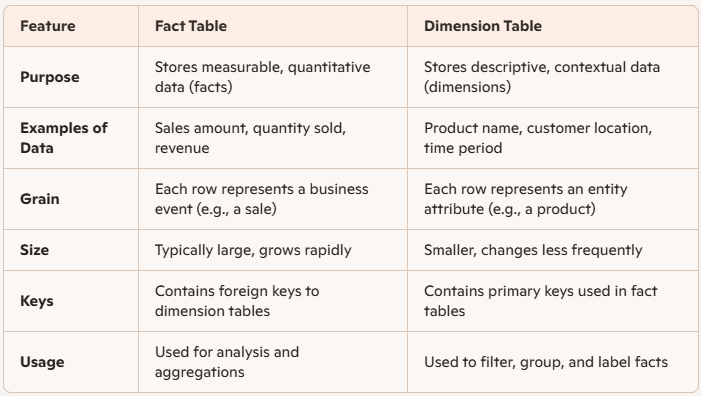 Feature Fact Table Dimension Table
Purpose
Stores measurable, quantitative
data (facts)
Stores descriptive, contextual data
(dimensions)
Examples of
Data
Sales amount, quantity sold,
revenue
Product name, customer location,
time period
Grain
Each row represents a business
event (e.g., a sale)
Each row represents an entity
attribute (e.g., a product)
Size
Typically large, grows rapidly
Smaller, changes less frequently
Keys
Contains foreign keys to
dimension tables
Contains primary keys used in fact
tables
Usage
Used for analysis and
aggregations
Used to filter, group, and label facts